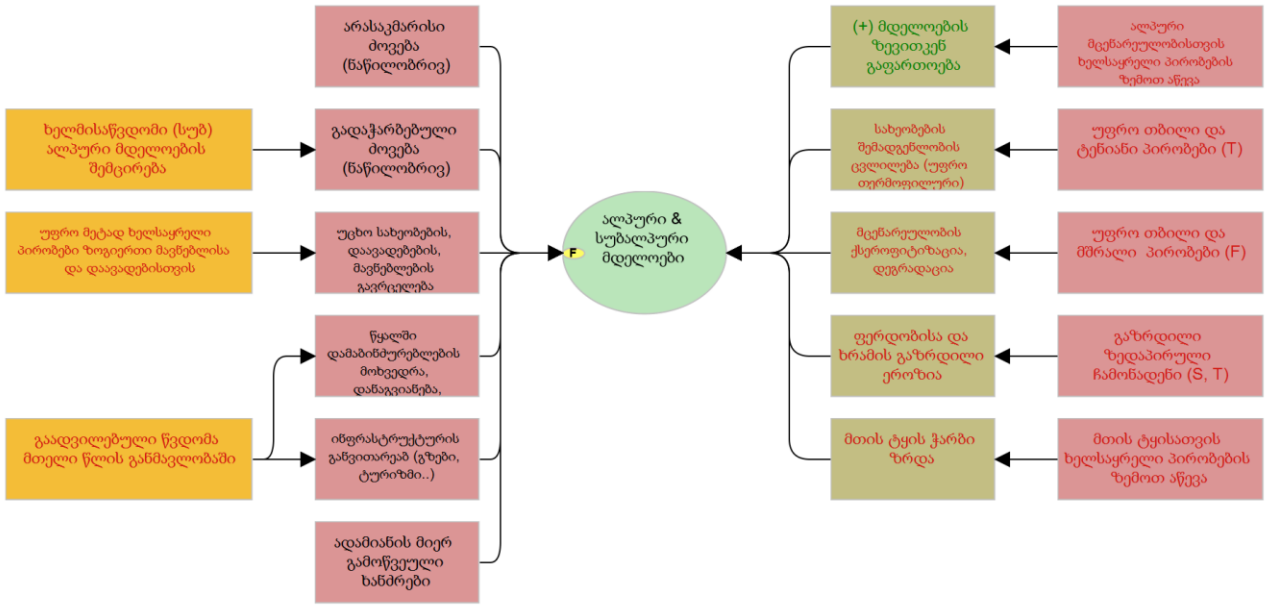 არასაკმარისი
ძოვება
(ნაწილობრივ)
ხელმისაწვდომი (სუბ)
ალპური მდელოების
შემცირება
გადაჭარბებული
ძოვება
(ნაწილობრივ)
უფრო მეტად ხელსაყრელი
პირობები ზოგიერთი მავნებლისა
და დაავადებისთვის
უცხო სახეობების,
დაავადებების,
მავნებლების
გავრცელება
წყალში
დამაბინძურებლების
მოხვედრა,
დანაგვიანება,
გაადვილებული წვდომა
მთელი წლის განმავლობაში
ინფრასტრუქტურის
განვითარეაბ (გზები,
ტურიზმი..)
ადამიანის მიერ
გამოწვეული
ხანძრები
F
ალპური &
სუბალპური
მდელოები
(+) მდელოების
ზევითკენ
გაფართოება
ალპური
მცენარეულობისთვის
ხელსაყრელი პირობების
ზემოთ აწევა
სახეობების
შემადგენლობის
ცვლილება (უფრო
თერმოფილური)
უფრო თბილი და
ტენიანი პირობები (T)
მცენარეულობის
ქსეროფიტიზაცია,
დეგრადაცია
უფრო თბილი და
მშრალი პირობები (F)
ფერდობისა და
ხრამის გაზრდილი
ეროზია
გაზრდილი
ზედაპირული
ჩამონადენი (S, T)
მთის ტყის ჭარბი
ზრდა
მთის ტყისათვის
ხელსაყრელი პირობების
ზემოთ აწევა